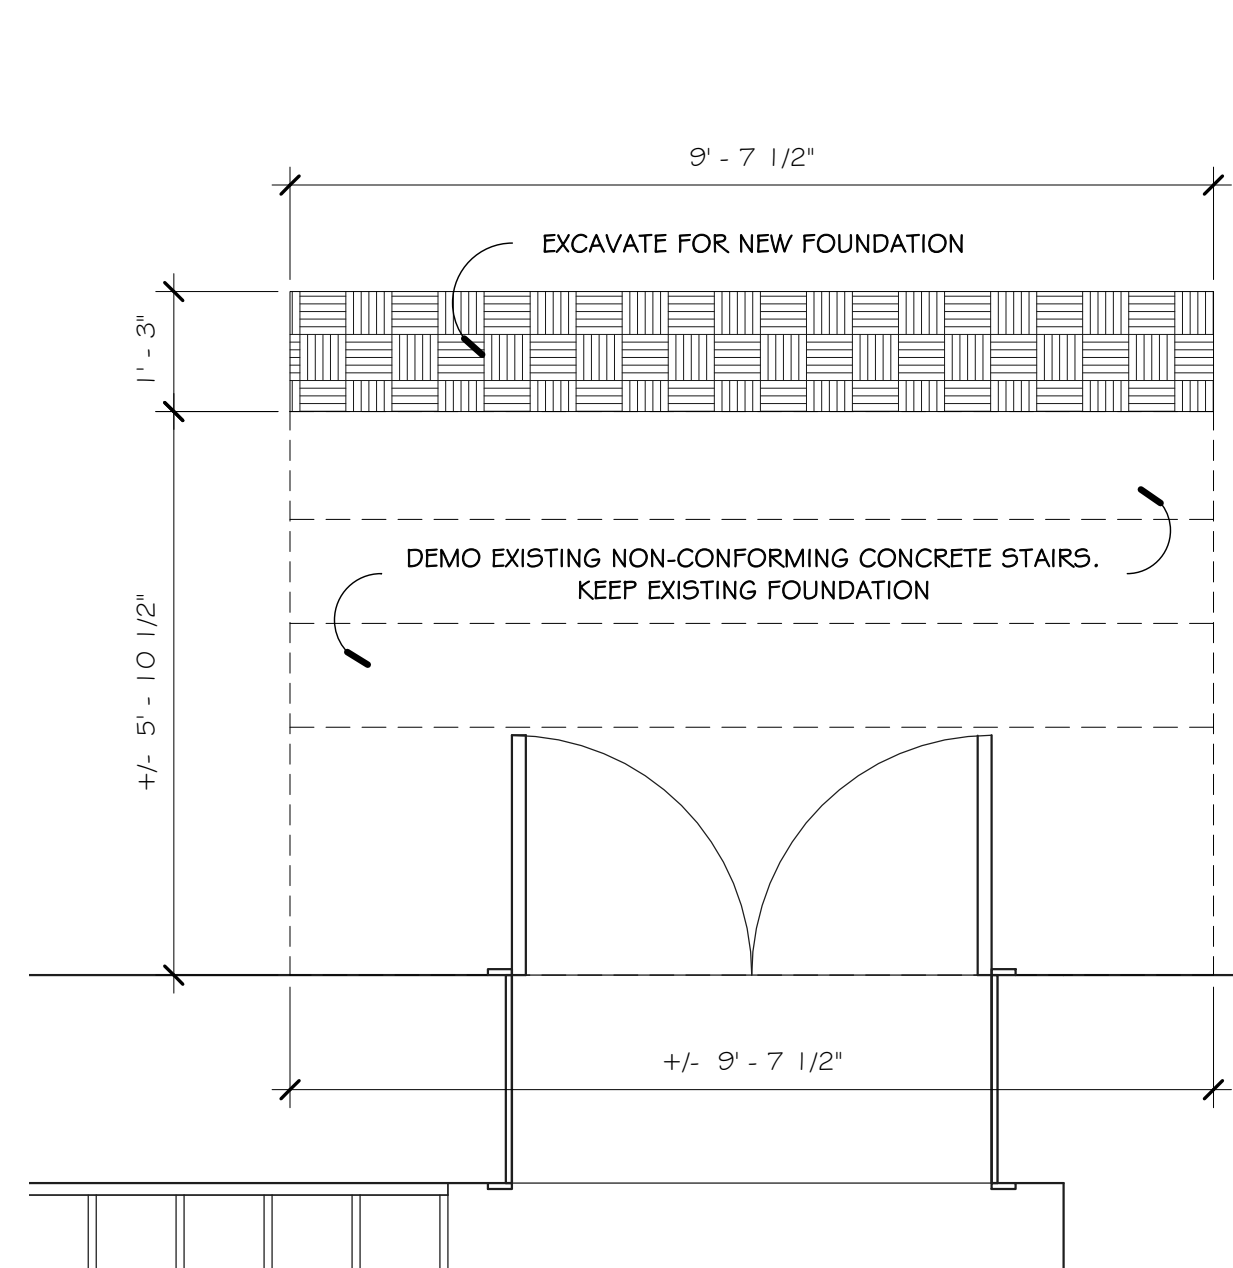 9' - 7 1/2"
EXCAVATE FOR NEW FOUNDATION
1' - 3"
DEMO EXISTING NON-CONFORMING CONCRETE STAIRS.
KEEP EXISTING FOUNDATION
+/- 5' - 10 1/2"
+/- 9' - 7 1/2"